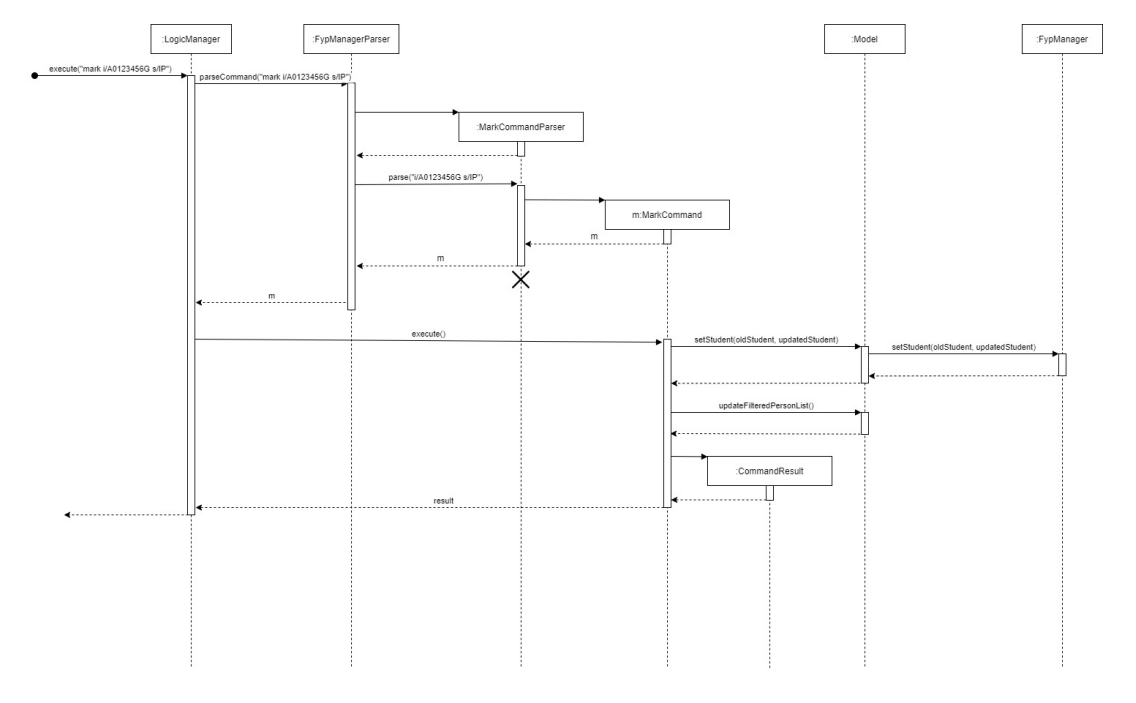 :LogicManager
:FypManagerParser
:Model
:FypManager
execute("mark i/A0123456G s/IP")
parseCommand("mark i/A0123456G s/IP")
:MarkCommandParser
parse("i/A0123456G s/IP")
m:MarkCommand
m
m
m
execute()
setStudent(oldStudent, updatedStudent)
setStudent(oldStudent, updatedStudent)
updateFilteredPersonList()
:CommandResult
result